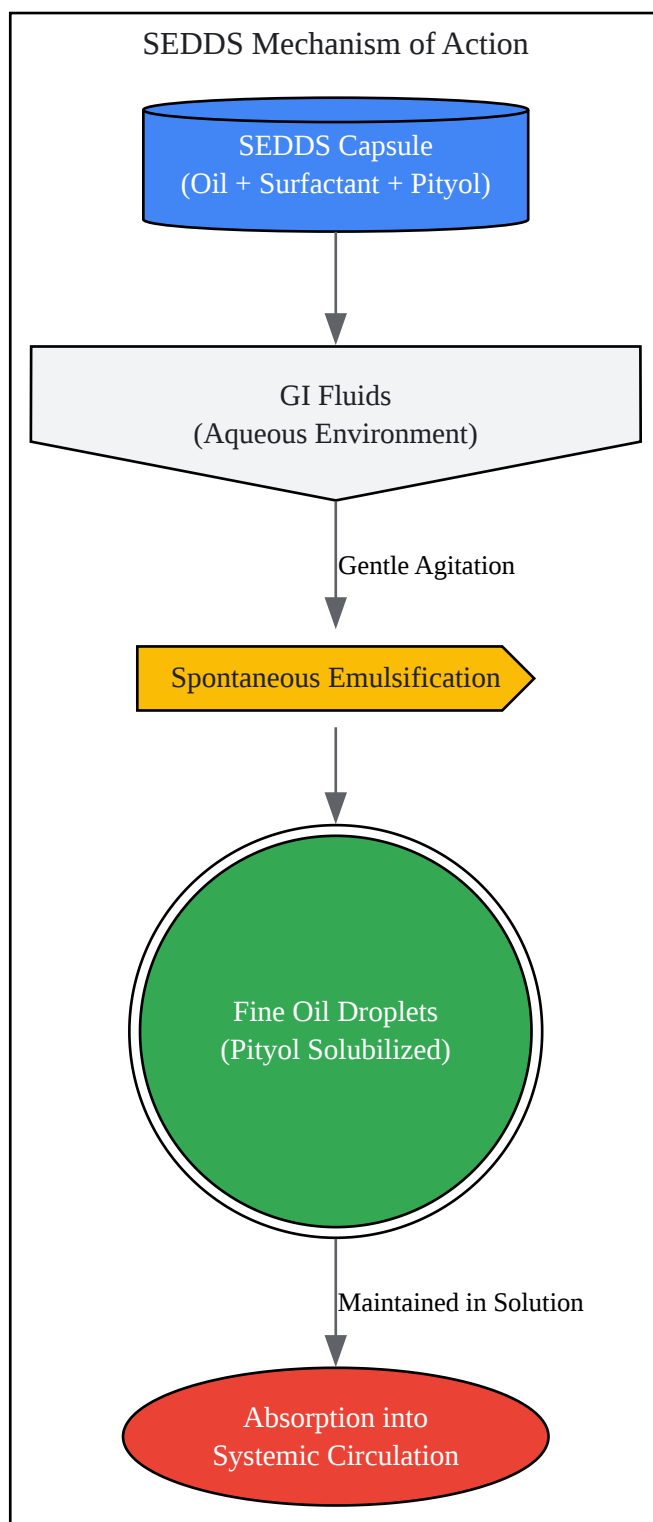 SEDDS Mechanism of Action
SEDDS Capsule
(Oil + Surfactant + Pityol)
GI Fluids
(Aqueous Environment)
Gentle Agitation
Spontaneous Emulsification
Fine Oil Droplets
(Pityol Solubilized)
Maintained in Solution
Absorption into
Systemic Circulation